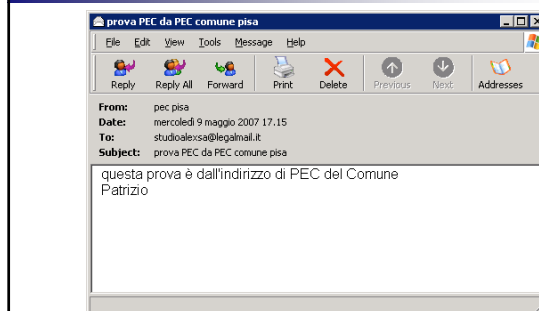 prova PEC da PEC comune pisa
File Edit View Tools Message Help
Reply Reply All Forward Print Delete Previous Next Addresses
From: pec pisa
Date: mercoledì 9 maggio 2007 17.15
To: studioalexsa@legalmail.it
Subject: prova PEC da PEC comune pisa
questa prova è dall'indirizzo di PEC del Comune
Patrizio